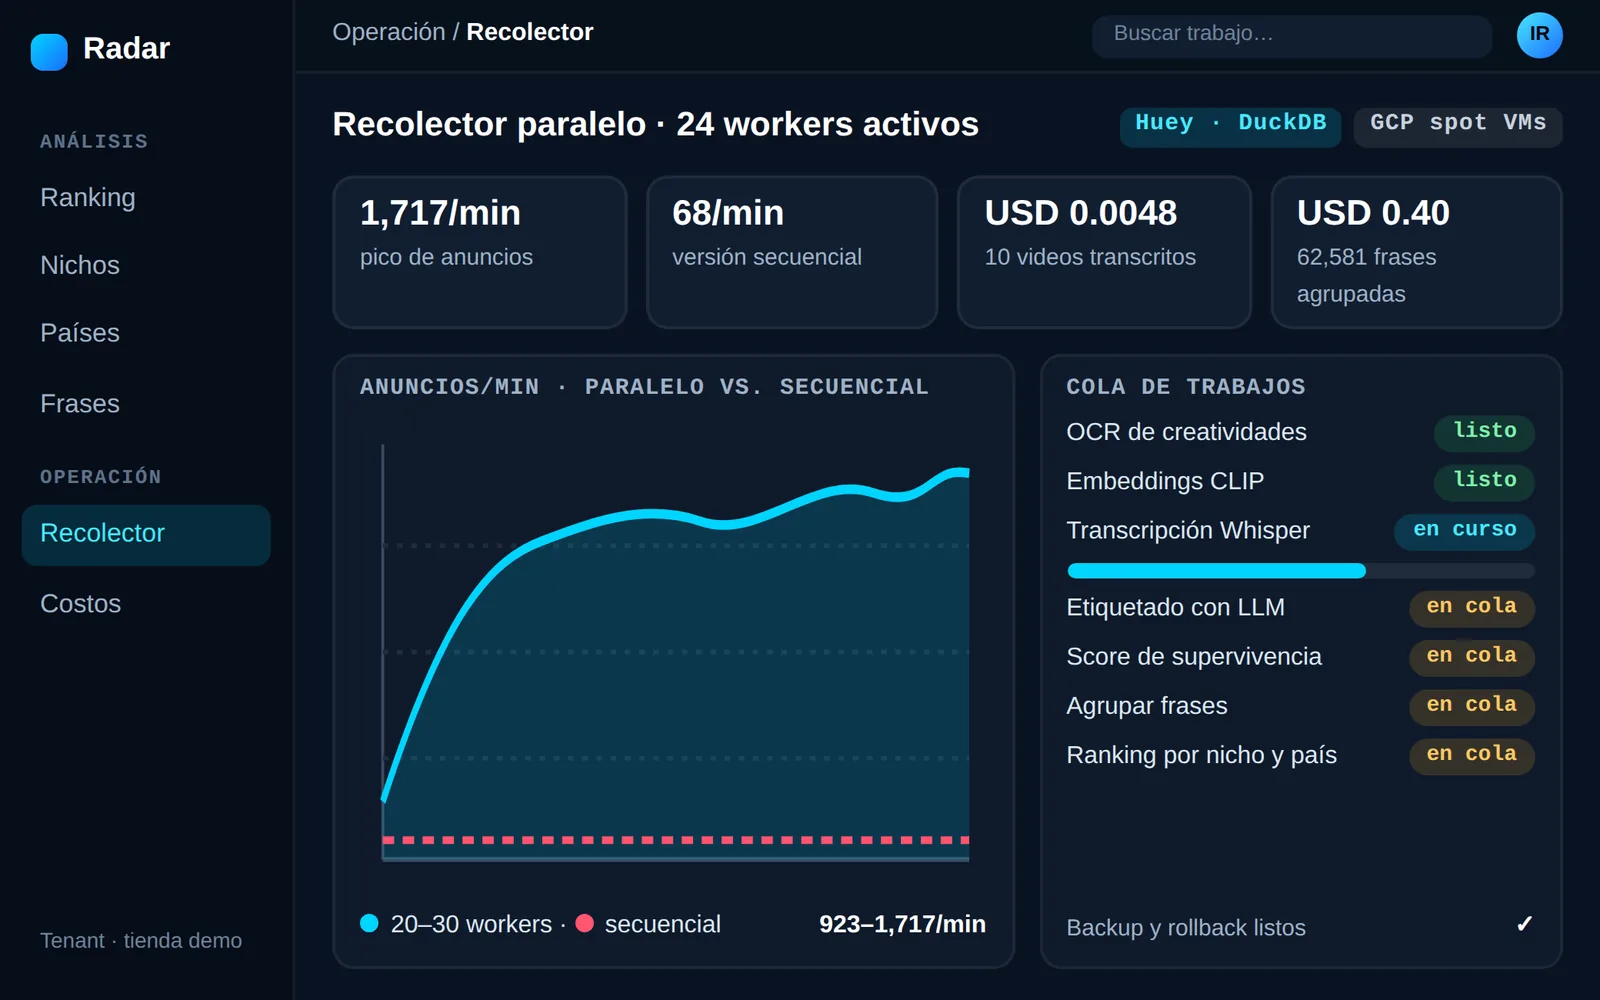 Radar
Operación / Recolector
Buscar trabajo…
IR
ANÁLISIS
Ranking
Nichos
Países
Frases
OPERACIÓN
Recolector
Costos
Tenant · tienda demo
Recolector paralelo · 24 workers activos
Huey · DuckDB
GCP spot VMs
1,717/min
pico de anuncios
68/min
versión secuencial
USD 0.0048
10 videos transcritos
USD 0.40
62,581 frases
agrupadas
ANUNCIOS/MIN · PARALELO VS. SECUENCIAL
20–30 workers · secuencial
923–1,717/min
COLA DE TRABAJOS
OCR de creatividades listo
Embeddings CLIP listo
Transcripción Whisper en curso
Etiquetado con LLM en cola
Score de supervivencia en cola
Agrupar frases en cola
Ranking por nicho y país en cola
Backup y rollback listos ✓